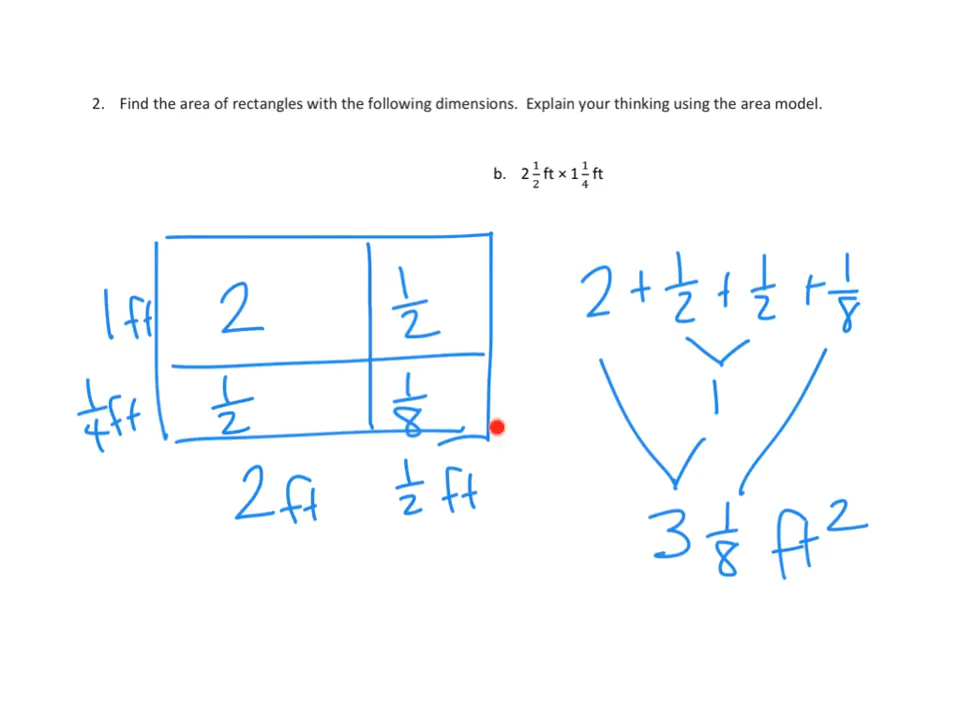 2. Find the area of rectangles with the following dimensions. Explain your thinking using the area model.
b. 2 1/2 ft × 1 1/4 ft
1 ft 2 1/2
1/4 ft 1/2 1/8
2 ft 1/2 ft
2 + 1/2 + 1/2 + 1/8
1
3 1/8 ft²